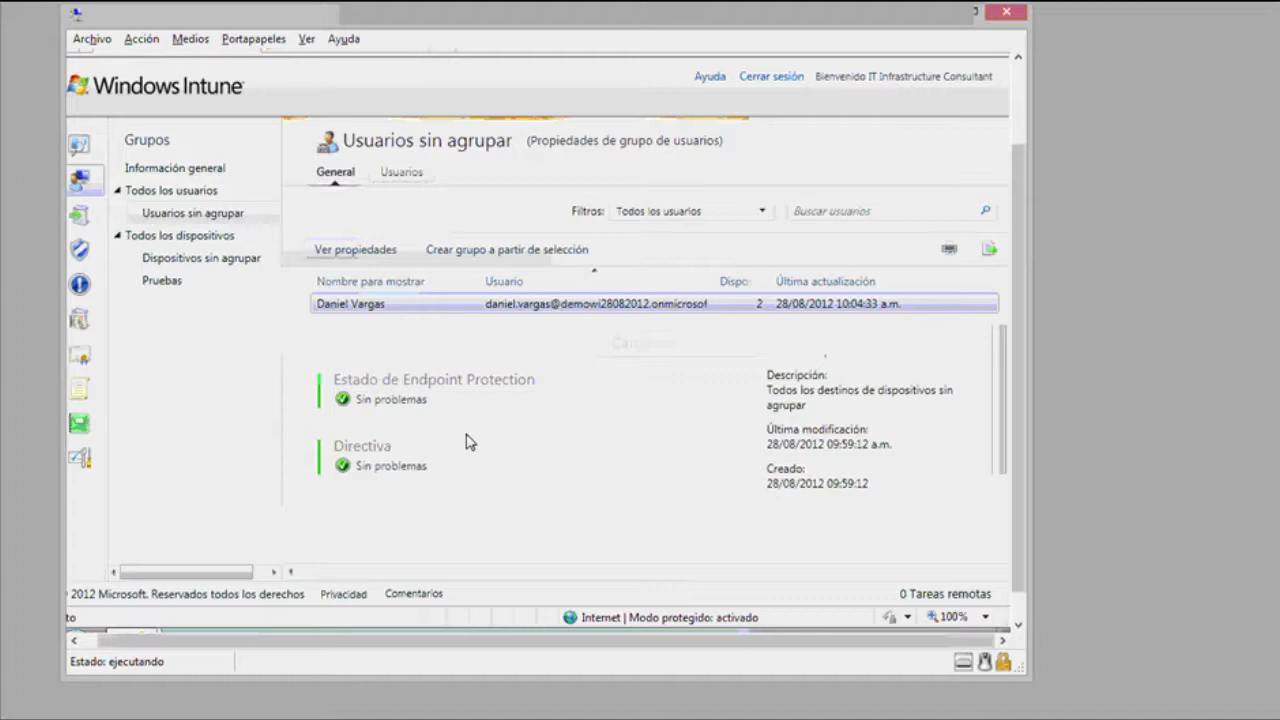 Archivo Acción Medios Portapapeles Ver Ayuda
Windows Intune
Ayuda Cerrar sesión Bienvenido IT Infrastructure Consultant
Grupos
Información general
Todos los usuarios
Usuarios sin agrupar
Todos los dispositivos
Dispositivos sin agrupar
Pruebas
Usuarios sin agrupar (Propiedades de grupo de usuarios)
General Usuarios
Filtros: Todos los usuarios Buscar usuarios
Ver propiedades Crear grupo a partir de selección
Nombre para mostrar Usuario Dispo: Última actualización
Daniel Vargas daniel.vargas@demowi28082012.onmicrosof 2 28/08/2012 10:04:33 a.m.
Estado de Endpoint Protection
Sin problemas
Directiva
Sin problemas
Descripción:
Todos los destinos de dispositivos sin
agrupar
Última modificación:
28/08/2012 09:59:12 a.m.
Creado:
28/08/2012 09:59:12
2012 Microsoft. Reservados todos los derechos Privacidad Comentarios 0 Tareas remotas
to Internet | Modo protegido: activado 100%
Estado: ejecutando